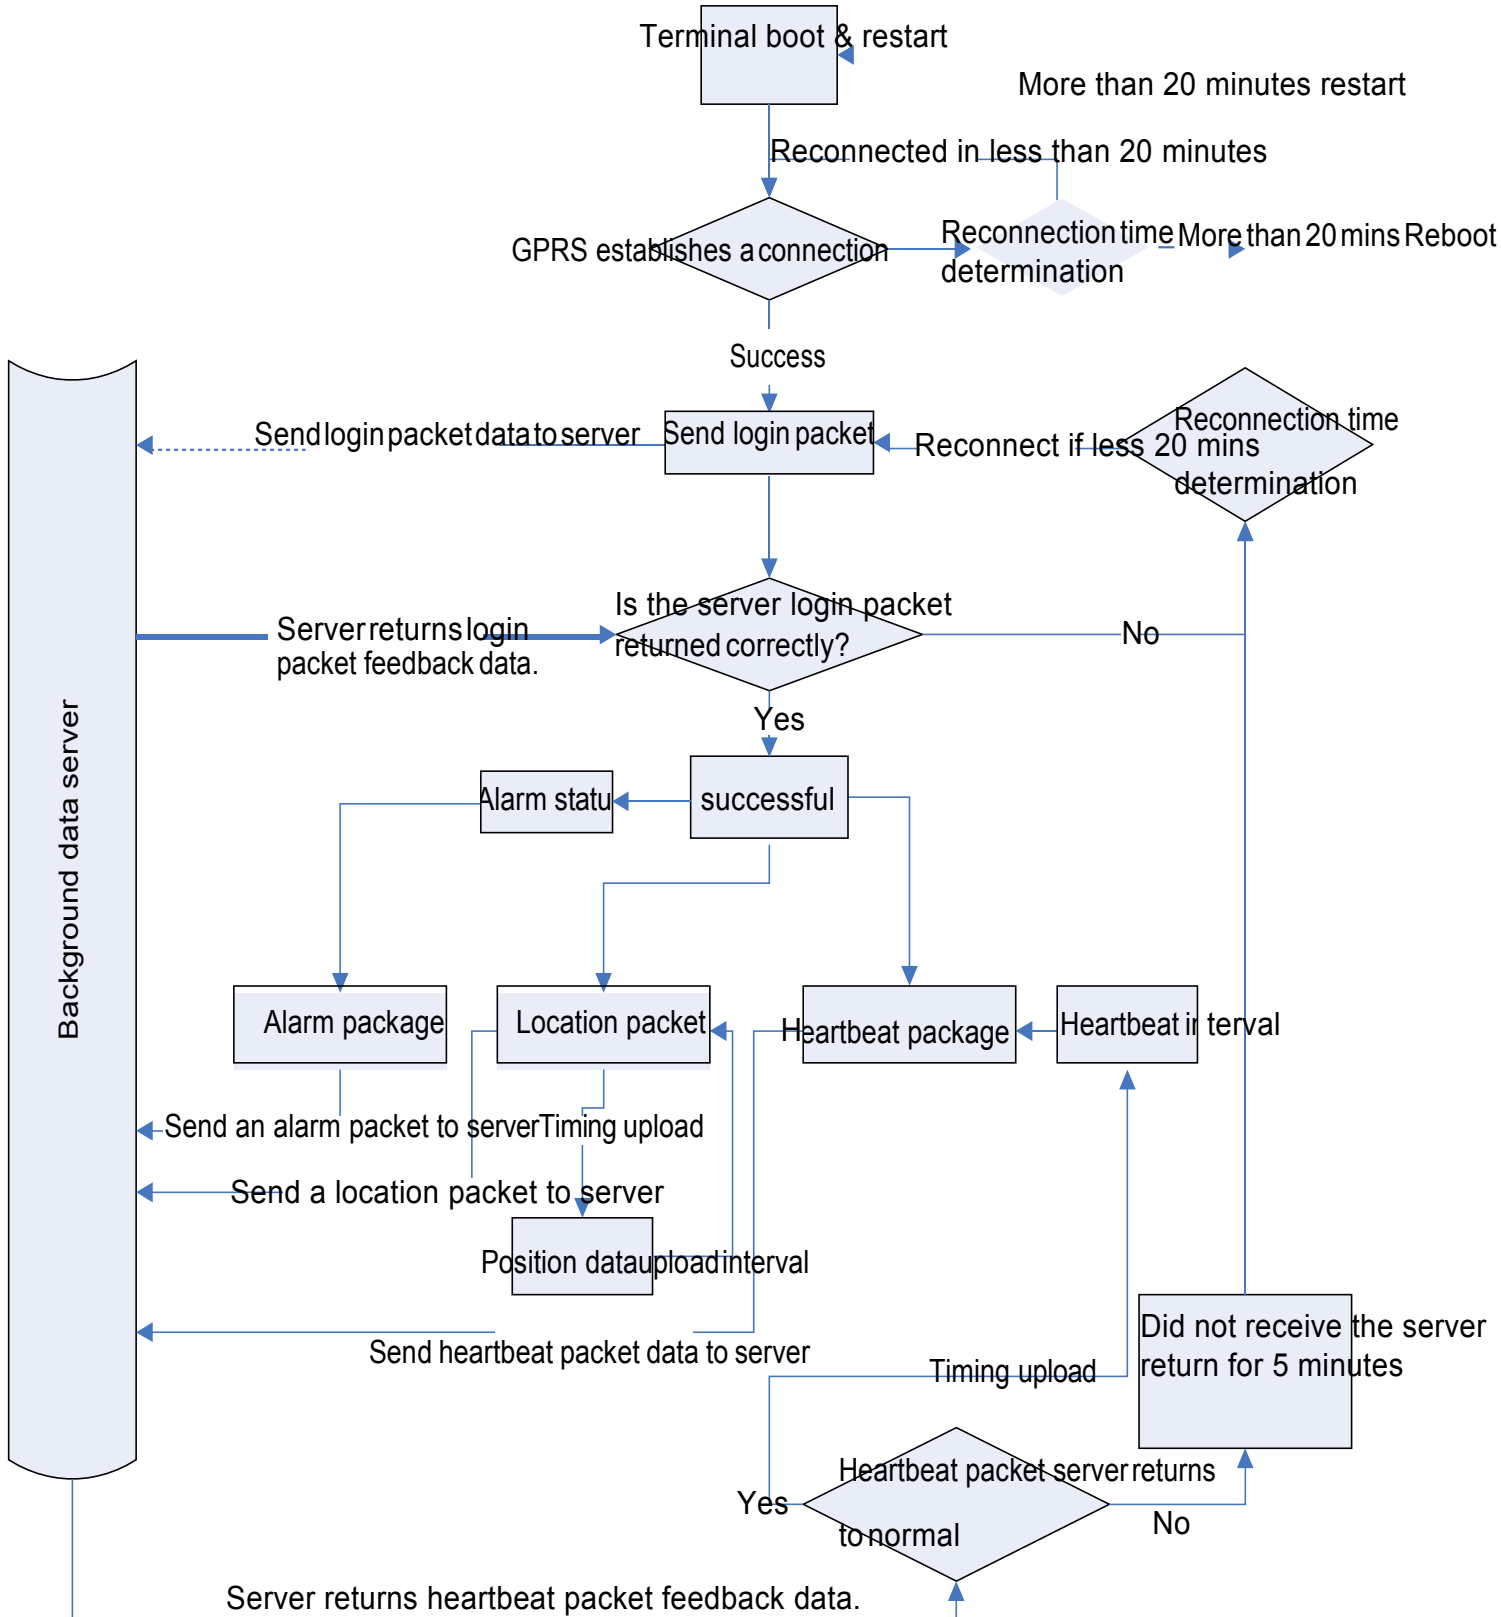 Terminal boot & restart
More than 20 minutes restart
Reconnected in less than 20 minutes
GPRS establishes a connection
Reconnection time
determination
More than 20 mins Reboot
Success
Send login packet data to server
Send login packet
Reconnect if less 20 mins
Reconnection time
determination
Is the server login packet
returned correctly?
Server returns login
packet feedback data.
No
Yes
Background data server
Alarm statu
successful
Alarm package
Location packet
Heartbeat package
Heartbeat interval
Send an alarm packet to server
Timing upload
Send a location packet to server
Position data upload interval
Send heartbeat packet data to server
Timing upload
Did not receive the server
return for 5 minutes
Heartbeat packet server returns
to normal
Yes
No
Server returns heartbeat packet feedback data.